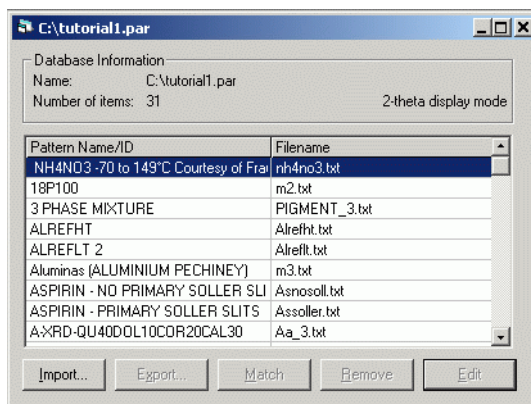 C:\tutorial1.par
Database Information
Name: C:\tutorial1.par
Number of items: 31 2-theta display mode
Pattern Name/ID Filename
NH4NO3 -70 to 149°C Courtesy of Frau nh4no3.txt
18P100 m2.txt
3 PHASE MIXTURE PIGMENT_3.txt
ALREFHT Alrefht.txt
ALREFLT 2 Alreflt.txt
Aluminas (ALUMINIUM PECHINEY) m3.txt
ASPIRIN - NO PRIMARY SOLLER SLI Asnosoll.txt
ASPIRIN - PRIMARY SOLLER SLITS Assoller.txt
A-XRD-QU40DOL10COR20CAL30 Aa_3.txt
Import... Export... Match Remove Edit